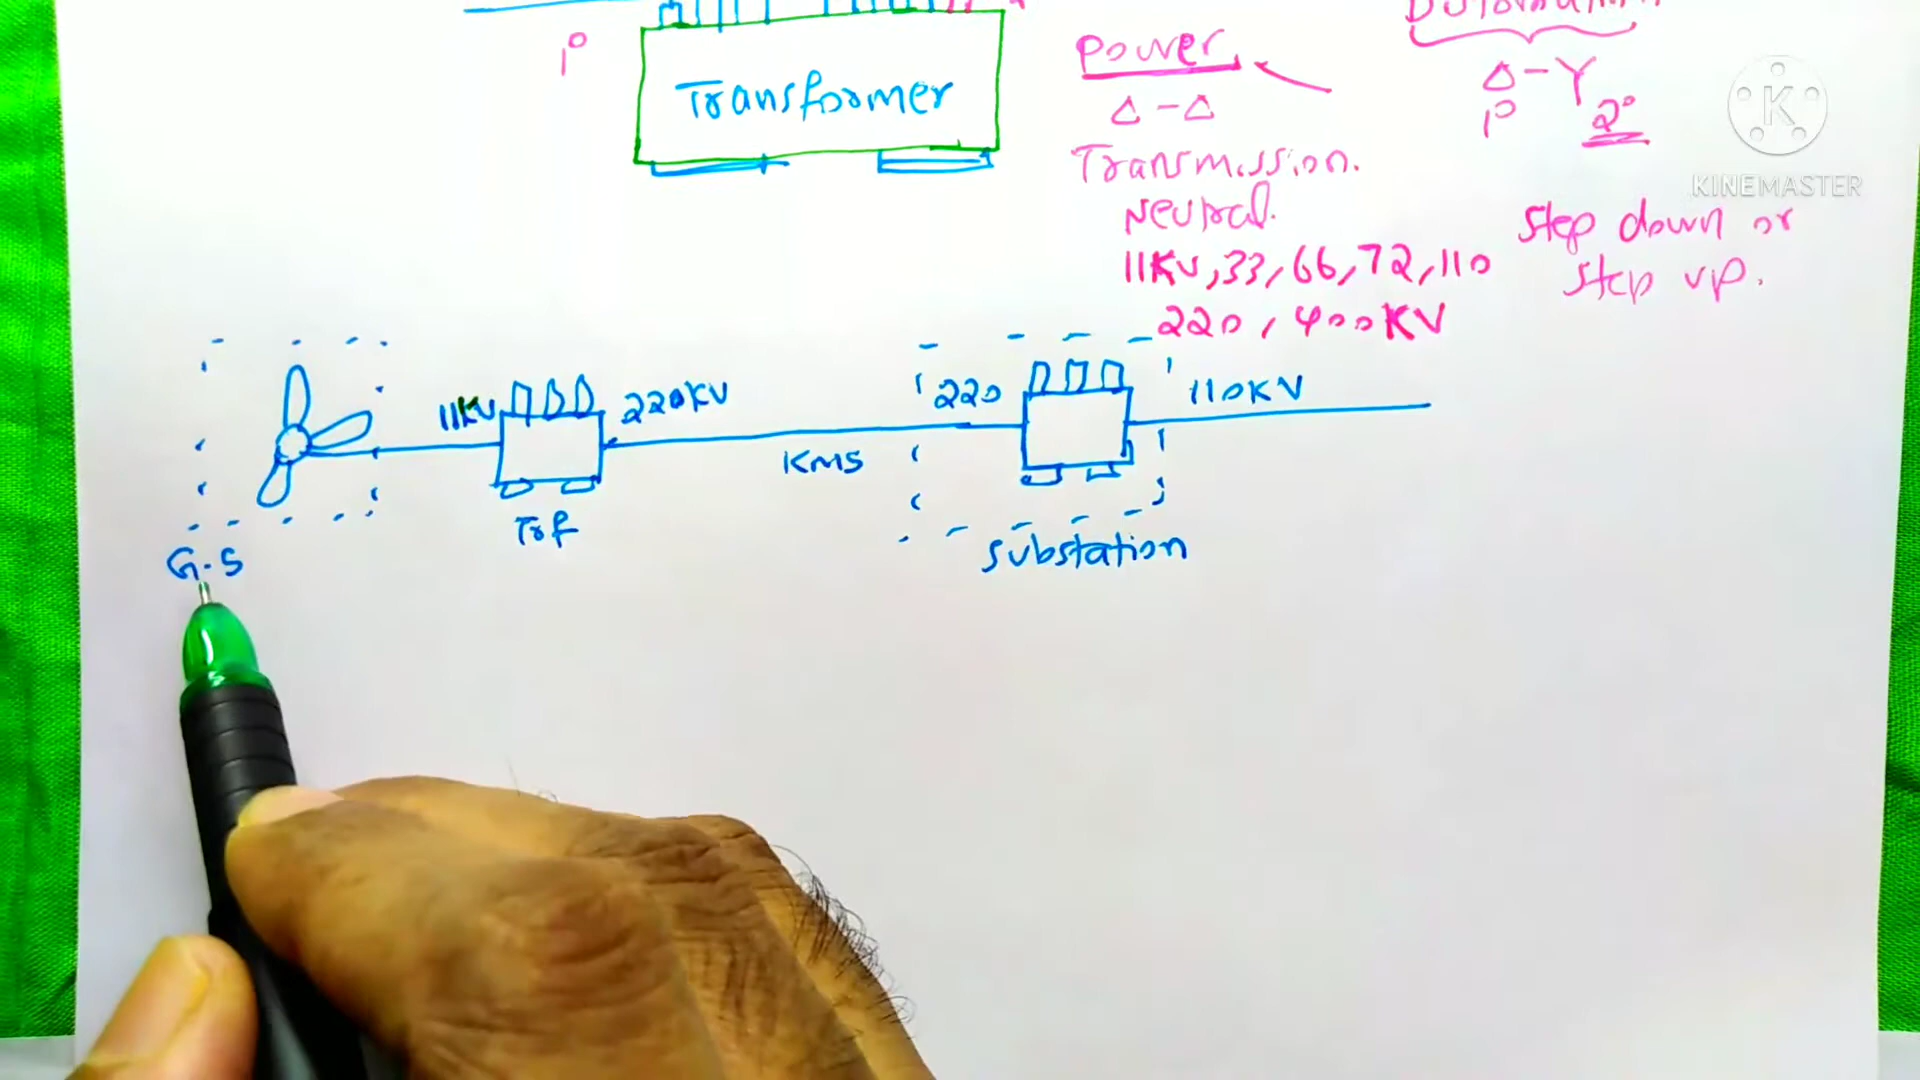 1°
Transformer
Power
Δ-Δ
Transmission.
Neutral.
11KV, 33, 66, 72, 110
220, 400KV
Δ-Y
1° 2°
Step down or
Step up.
KINEMASTER
11KV
220KV
KMS
Trf
G.S
220
110KV
Substation